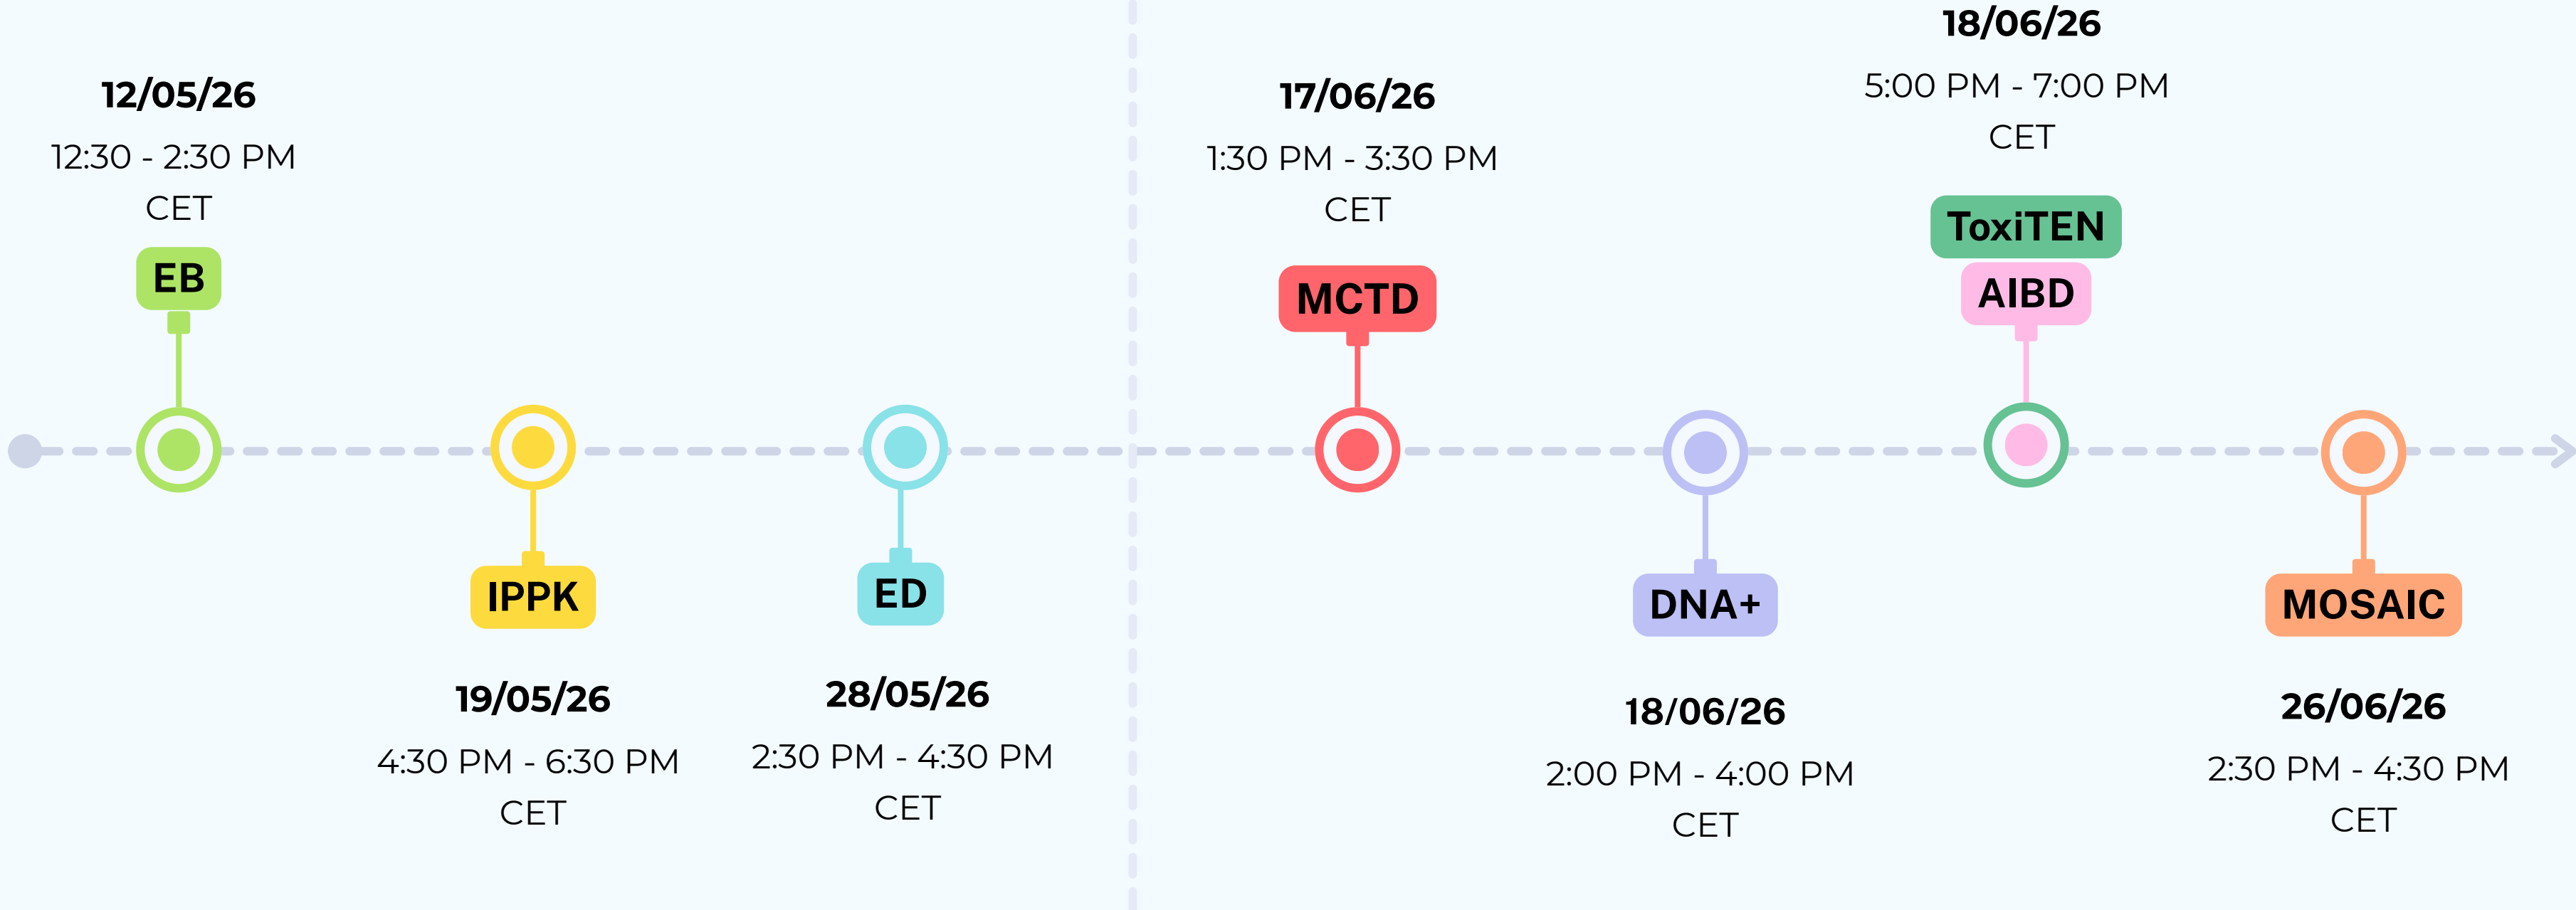 12/05/26
12:30 - 2:30 PM
CET
EB
IPPK
19/05/26
4:30 PM - 6:30 PM
CET
ED
28/05/26
2:30 PM - 4:30 PM
CET
17/06/26
1:30 PM - 3:30 PM
CET
MCTD
DNA+
18/06/26
2:00 PM - 4:00 PM
CET
18/06/26
5:00 PM - 7:00 PM
CET
ToxiTEN
AIBD
MOSAIC
26/06/26
2:30 PM - 4:30 PM
CET